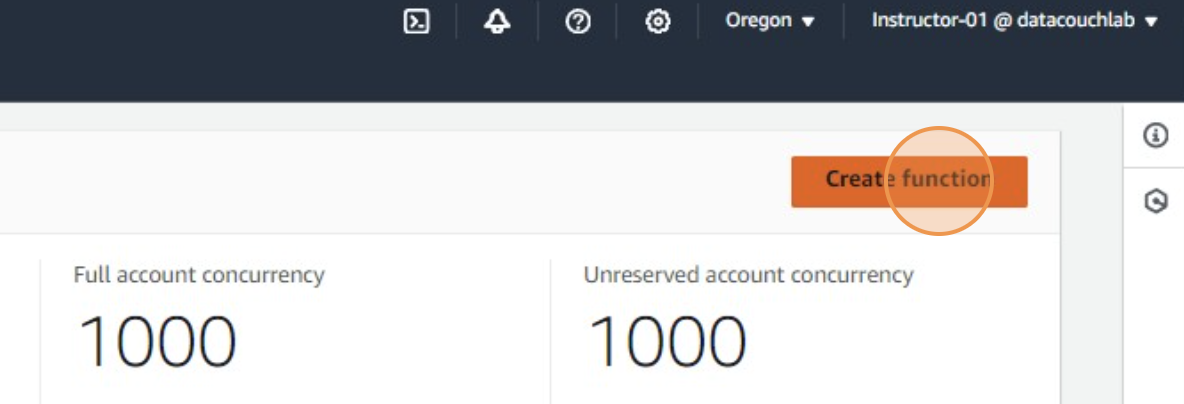 Oregon ▼ Instructor-01 @ datacouchlab ▼
Create function
Full account concurrency Unreserved account concurrency
1000 1000